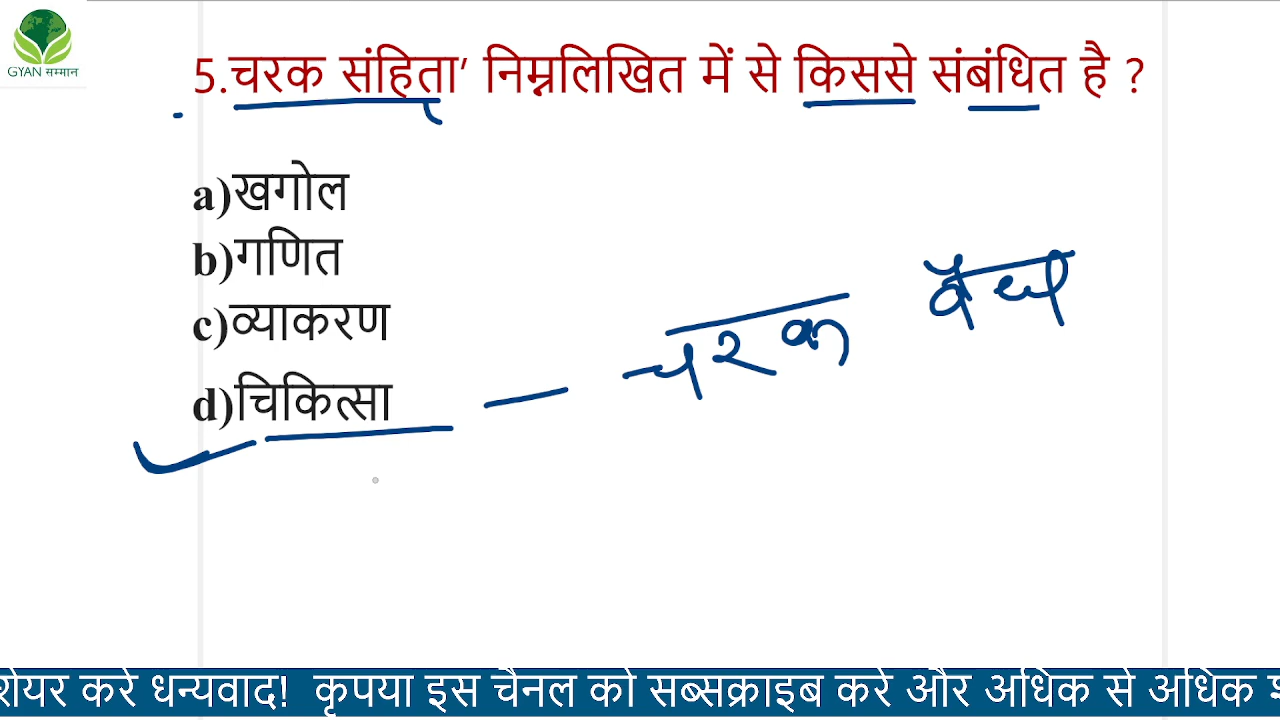 GYAN सम्मान
5.चरक संहिता’ निम्नलिखित में से किससे संबंधित है ?
a)खगोल
b)गणित
c)व्याकरण
d)चिकित्सा
चरक
शेयर करे धन्यवाद! कृपया इस चैनल को सब्सक्राइब करे और अधिक से अधिक